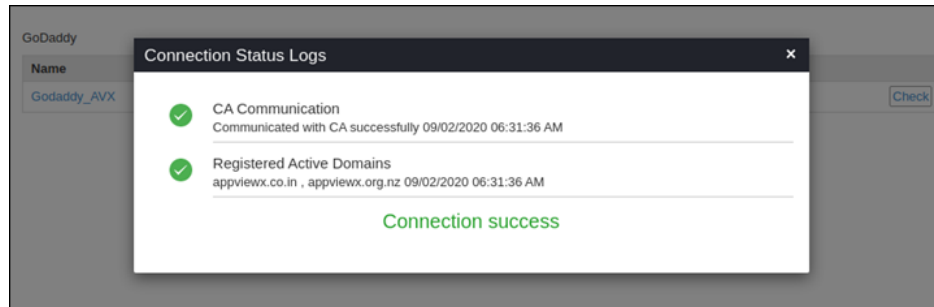 GoDaddy
Connection Status Logs ×
Name
Godaddy_AVX
Check
CA Communication
Communicated with CA successfully 09/02/2020 06:31:36 AM
Registered Active Domains
appviewx.co.in , appviewx.org.nz 09/02/2020 06:31:36 AM
Connection success